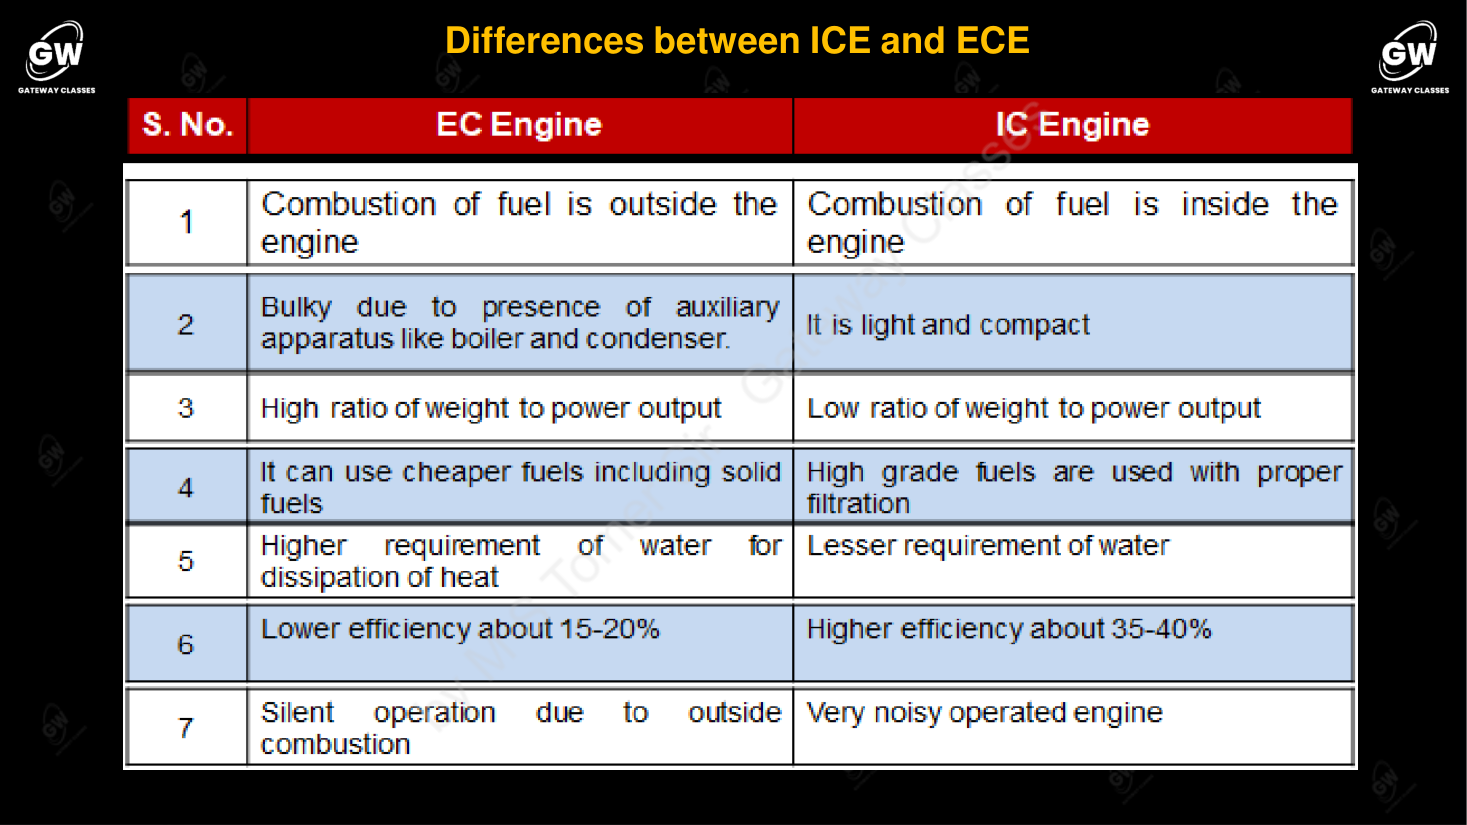 Differences between ICE and ECE
GW
GATEWAY CLASSES
GW
GATEWAY CLASSES
S. No.
EC Engine
IC Engine
1
Combustion of fuel is outside the
engine
Combustion of fuel is inside the
engine
2
Bulky due to presence of auxiliary
apparatus like boiler and condenser.
It is light and compact
3
High ratio of weight to power output
Low ratio of weight to power output
4
It can use cheaper fuels including solid
fuels
High grade fuels are used with proper
filtration
5
Higher requirement of water for
dissipation of heat
Lesser requirement of water
6
Lower efficiency about 15-20%
Higher efficiency about 35-40%
7
Silent operation due to outside
combustion
Very noisy operated engine